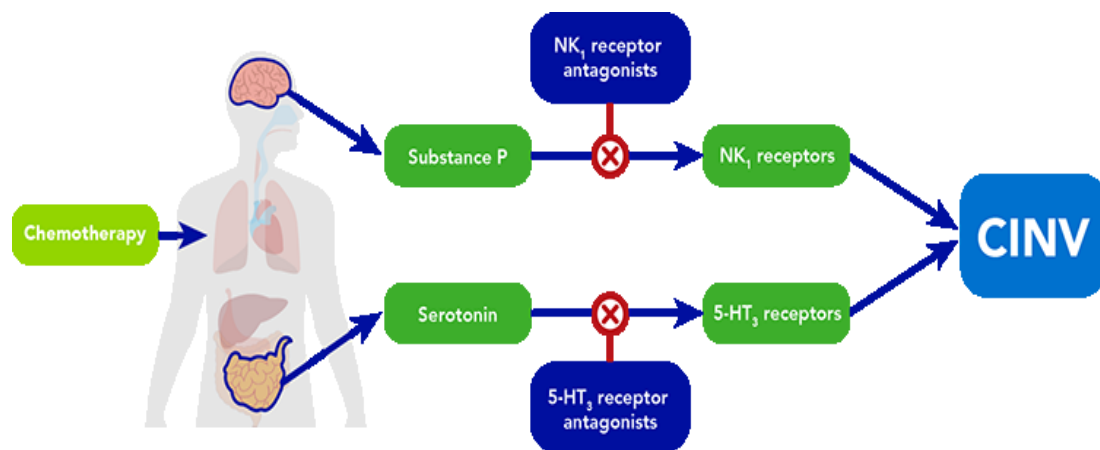 NK₁ receptor
antagonists
Substance P
NK₁ receptors
Chemotherapy
CINV
Serotonin
5-HT₃ receptors
5-HT₃ receptor
antagonists